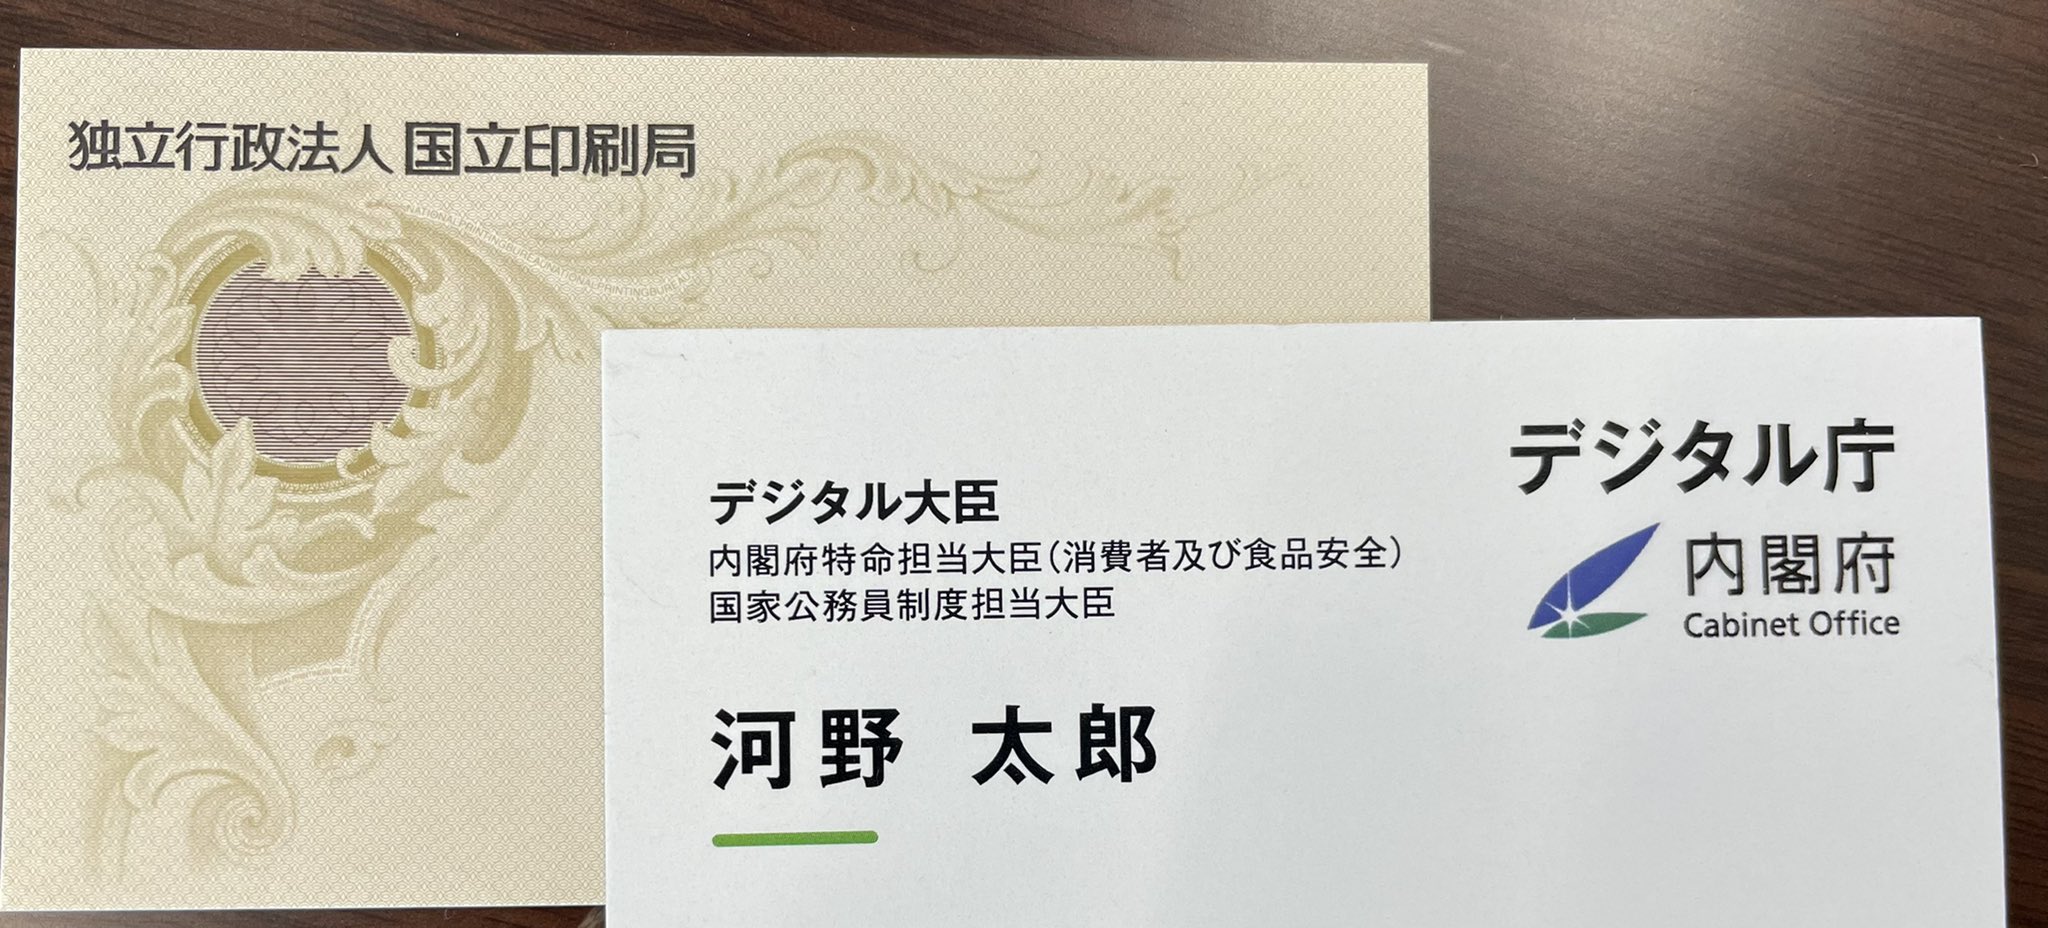 独立行政法人 国立印刷局
NATIONALPRINTINGBUREAU
NATIONALPRINTINGBUREAU
デジタル庁
内閣府
Cabinet Office
デジタル大臣
内閣府特命担当大臣(消費者及び食品安全)
国家公務員制度担当大臣
河野 太郎